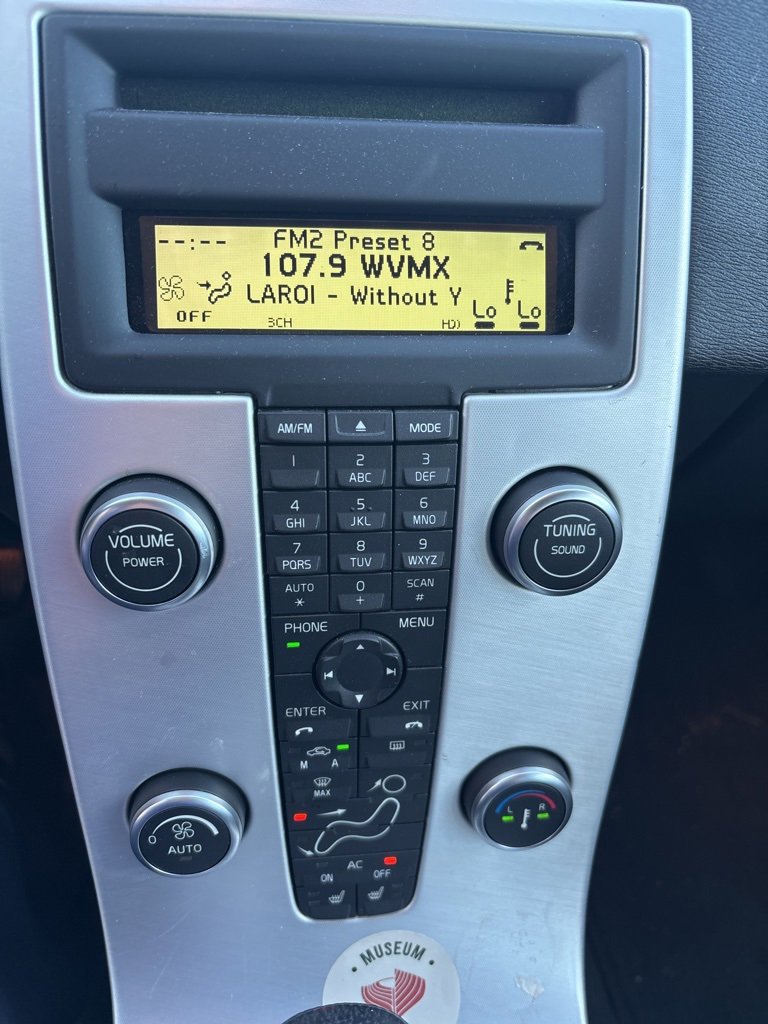 --:-- FM2 Preset 8
107.9 WVMX
LAROI - Without Y
OFF 3CH HD) Lo Lo
AM/FM MODE
1 2 ABC 3 DEF
4 GHI 5 JKL 6 MNO
7 PQRS 8 TUV 9 WXYZ
AUTO * 0 + SCAN #
VOLUME
POWER
TUNING
SOUND
PHONE MENU
ENTER EXIT
M A
MAX
0 AUTO
L R
AC
ON OFF
• MUSEUM •